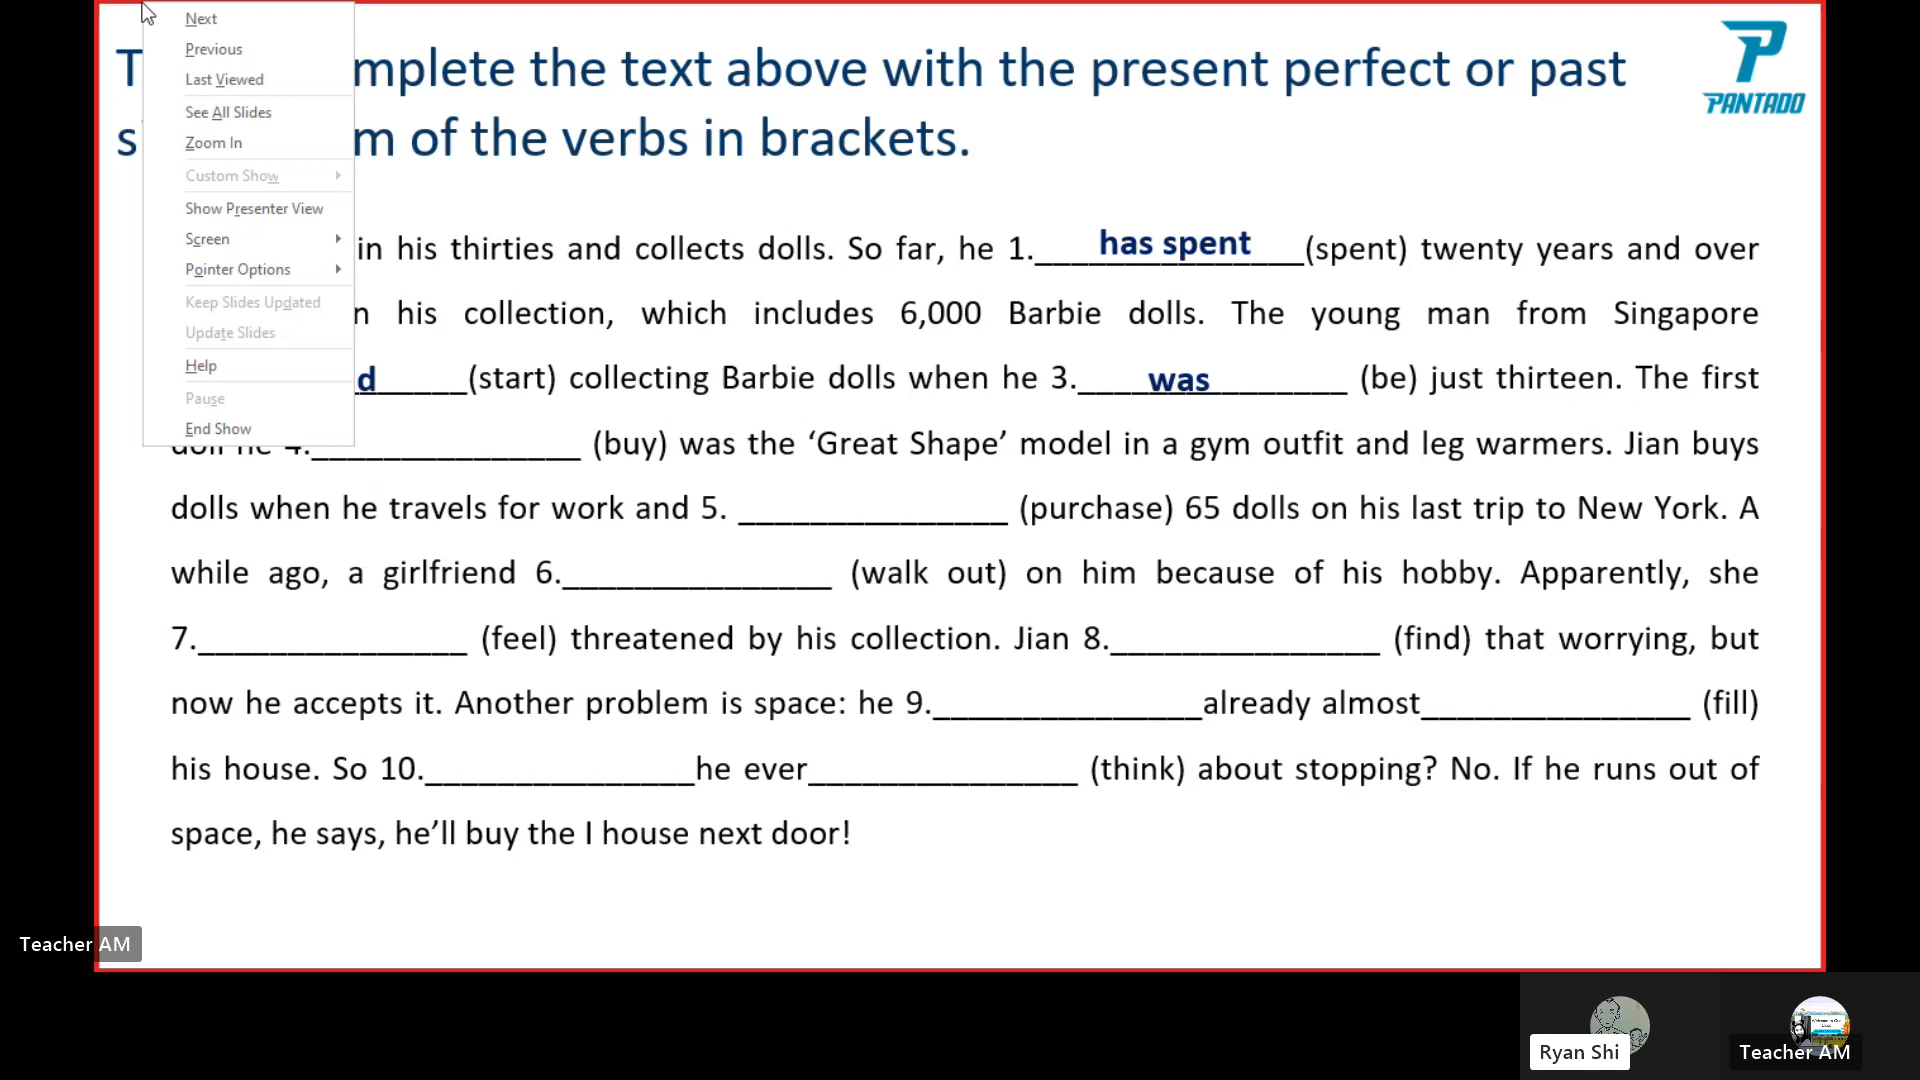 Next
Previous
Last Viewed
See All Slides
Zoom In
Custom Show
Show Presenter View
Screen
Pointer Options
Keep Slides Updated
Update Slides
Help
Pause
End Show
T mplete the text above with the present perfect or past
s m of the verbs in brackets.
PANTADO
in his thirties and collects dolls. So far, he 1.______has spent______(spent) twenty years and over
n his collection, which includes 6,000 Barbie dolls. The young man from Singapore
d______(start) collecting Barbie dolls when he 3.____was________ (be) just thirteen. The first
doll he 4._______________ (buy) was the ‘Great Shape’ model in a gym outfit and leg warmers. Jian buys
dolls when he travels for work and 5. _______________ (purchase) 65 dolls on his last trip to New York. A
while ago, a girlfriend 6._______________ (walk out) on him because of his hobby. Apparently, she
7._______________ (feel) threatened by his collection. Jian 8._______________ (find) that worrying, but
now he accepts it. Another problem is space: he 9._______________already almost_______________ (fill)
his house. So 10._______________he ever_______________ (think) about stopping? No. If he runs out of
space, he says, he’ll buy the I house next door!
Teacher AM
Ryan Shi
Teacher AM